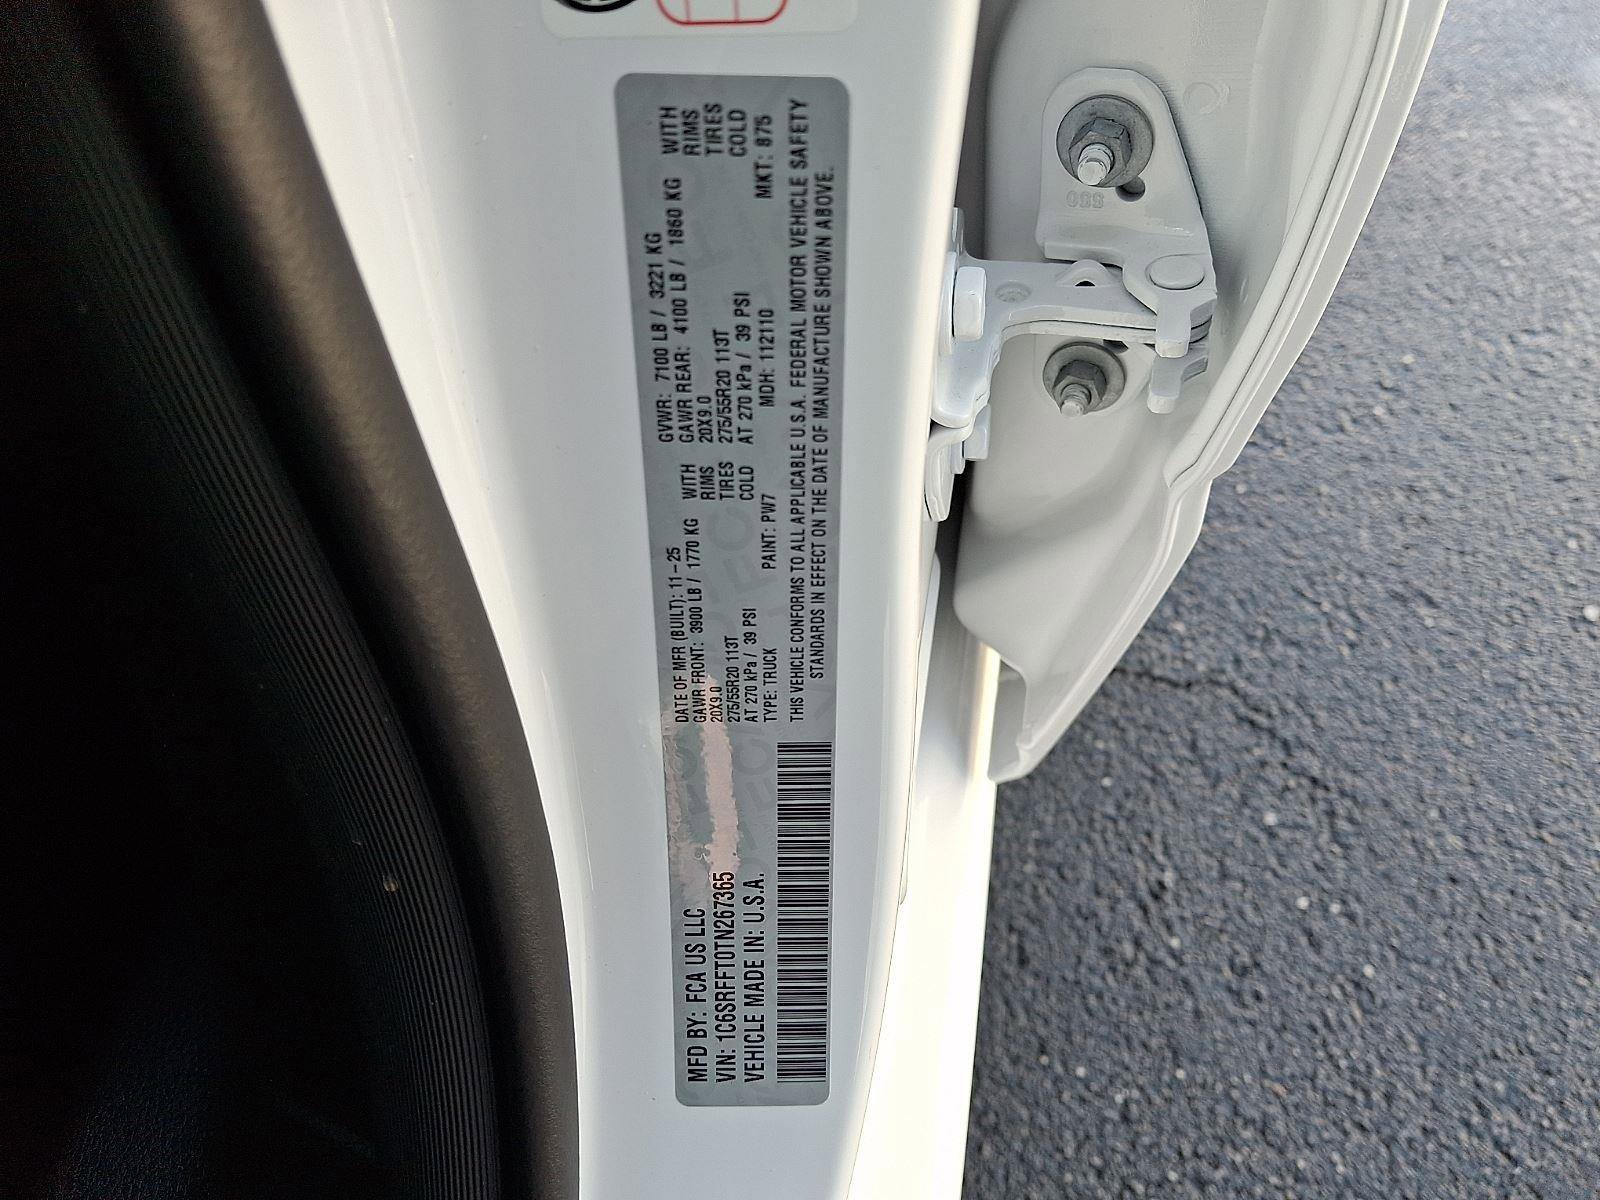 MFD BY: FCA US LLC
VIN: 1C6SRFFT0TN267365
VEHICLE MADE IN: U.S.A.
DATE OF MFR (BUILT): 11-25
GAWR FRONT: 3900 LB / 1770 KG WITH
20X9.0 RIMS
275/55R20 113T TIRES
AT 270 kPa / 39 PSI COLD
TYPE: TRUCK PAINT: PW7
GVWR: 7100 LB / 3221 KG
GAWR REAR: 4100 LB / 1860 KG WITH
20X9.0 RIMS
275/55R20 113T TIRES
AT 270 kPa / 39 PSI COLD
MDH: 112110 MKT: 875
THIS VEHICLE CONFORMS TO ALL APPLICABLE U.S.A. FEDERAL MOTOR VEHICLE SAFETY
STANDARDS IN EFFECT ON THE DATE OF MANUFACTURE SHOWN ABOVE.